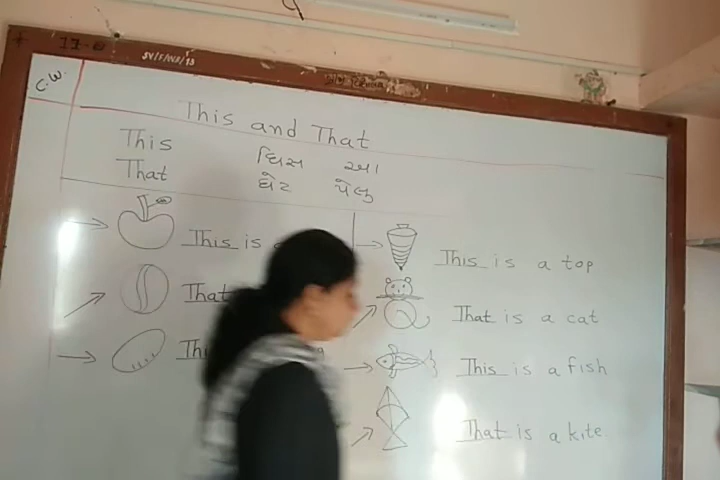 C.W.
This and That
This ધિસ આ
That ધેટ પેલુ
This is
That
This is a top
That is a cat
This is a fish
That is a kite